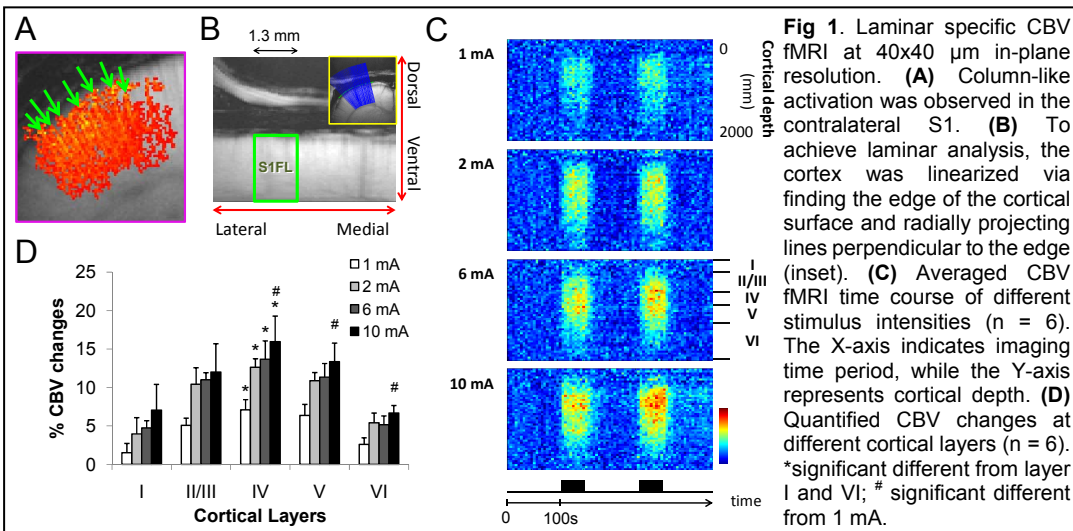 A
B
1.3 mm
S1FL
Dorsal
Ventral
Lateral
Medial
C
1 mA
2 mA
6 mA
10 mA
0
2000
Cortical depth
(mm)
I
II/III
IV
V
VI
0
100s
time
D
% CBV changes
25
20
15
10
5
0
1 mA
2 mA
6 mA
10 mA
*
*
*
# *
#
#
I
II/III
IV
V
VI
Cortical Layers
Fig 1. Laminar specific CBV
fMRI at 40x40 µm in-plane
resolution. (A) Column-like
activation was observed in the
contralateral S1. (B) To
achieve laminar analysis, the
cortex was linearized via
finding the edge of the cortical
surface and radially projecting
lines perpendicular to the edge
(inset). (C) Averaged CBV
fMRI time course of different
stimulus intensities (n = 6).
The X-axis indicates imaging
time period, while the Y-axis
represents cortical depth. (D)
Quantified CBV changes at
different cortical layers (n = 6).
*significant different from layer
I and VI; # significant different
from 1 mA.